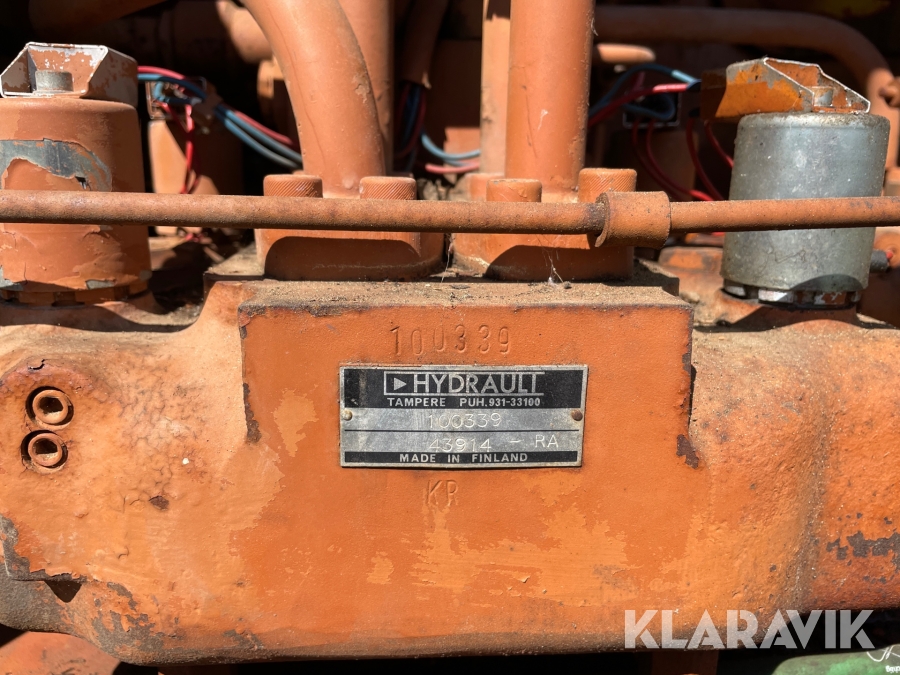 100339
HYDRAULI
TAMPERE PUH.931-33100
100339
43914 - RA
MADE IN FINLAND
KR
KLARAVIK